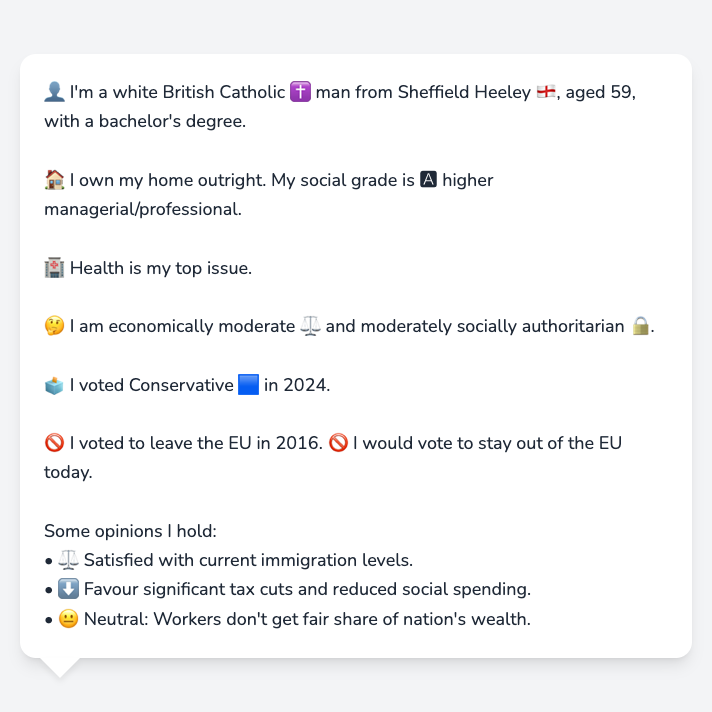 👤 I'm a white British Catholic ✝️ man from Sheffield Heeley 🏴󠁧󠁢󠁥󠁮󠁧󠁿, aged 59,
with a bachelor's degree.
🏠 I own my home outright. My social grade is 🅰 higher
managerial/professional.
🏥 Health is my top issue.
🤔 I am economically moderate ⚖️ and moderately socially authoritarian 🔒.
🗳️ I voted Conservative 🟦 in 2024.
🚫 I voted to leave the EU in 2016. 🚫 I would vote to stay out of the EU
today.
Some opinions I hold:
• ⚖️ Satisfied with current immigration levels.
• ⬇️ Favour significant tax cuts and reduced social spending.
• 😐 Neutral: Workers don't get fair share of nation's wealth.